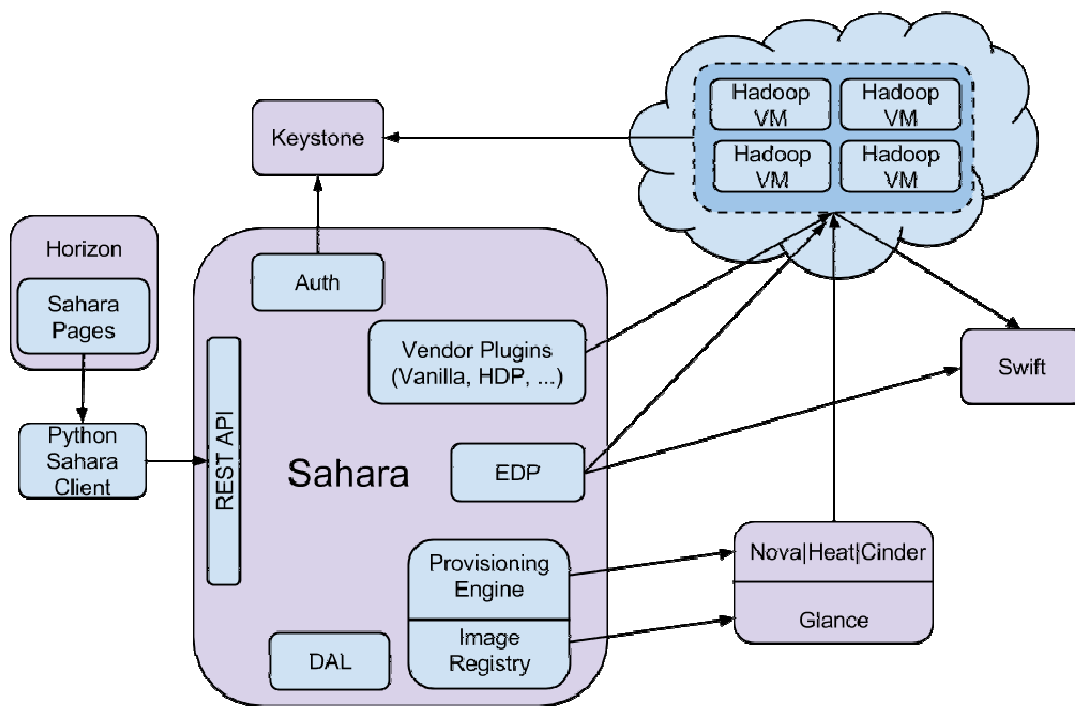 Hadoop
VM
Hadoop
VM
Hadoop
VM
Hadoop
VM
Keystone
Horizon
Sahara
Pages
Auth
Vendor Plugins
(Vanilla, HDP, ...)
Swift
Python
Sahara
Client
REST API
Sahara
EDP
Provisioning
Engine
Nova|Heat|Cinder
Glance
Image
Registry
DAL